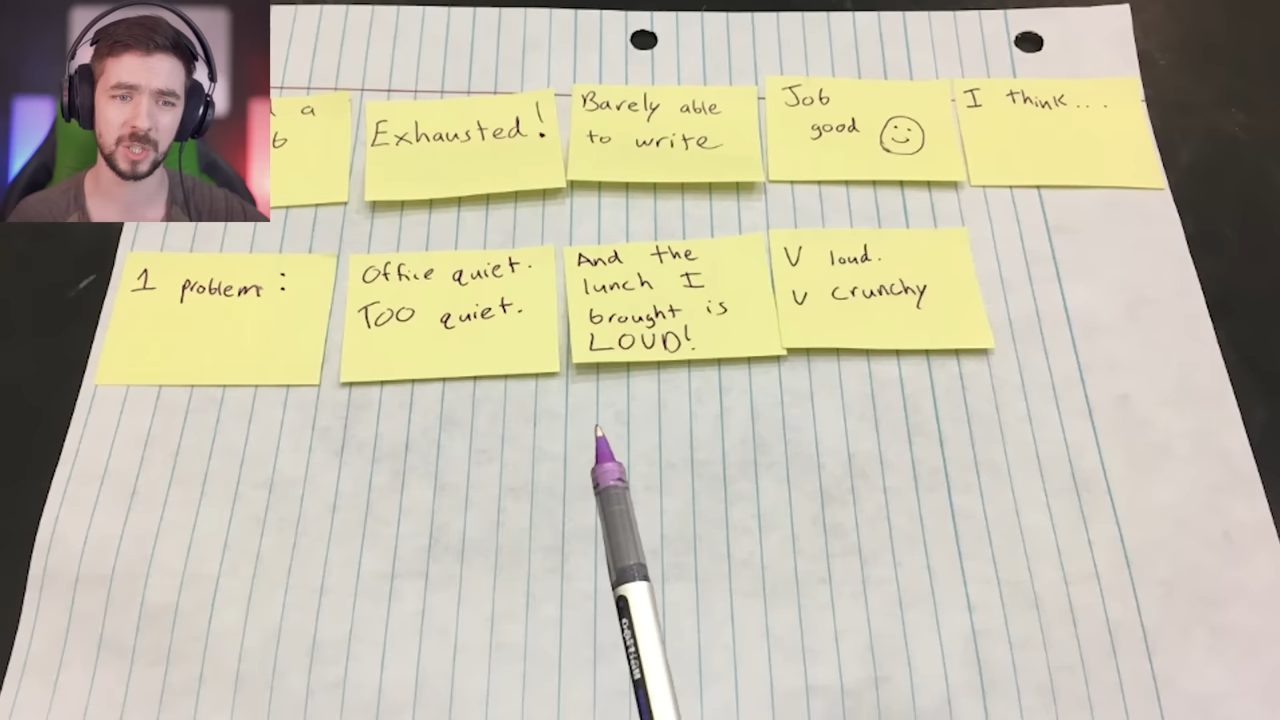 a
Exhausted!
Barely able
to write
Job
good
I think...
1 problem:
Office quiet.
TOO quiet.
And the
lunch I
brought is
LOUD!
V loud.
V crunchy